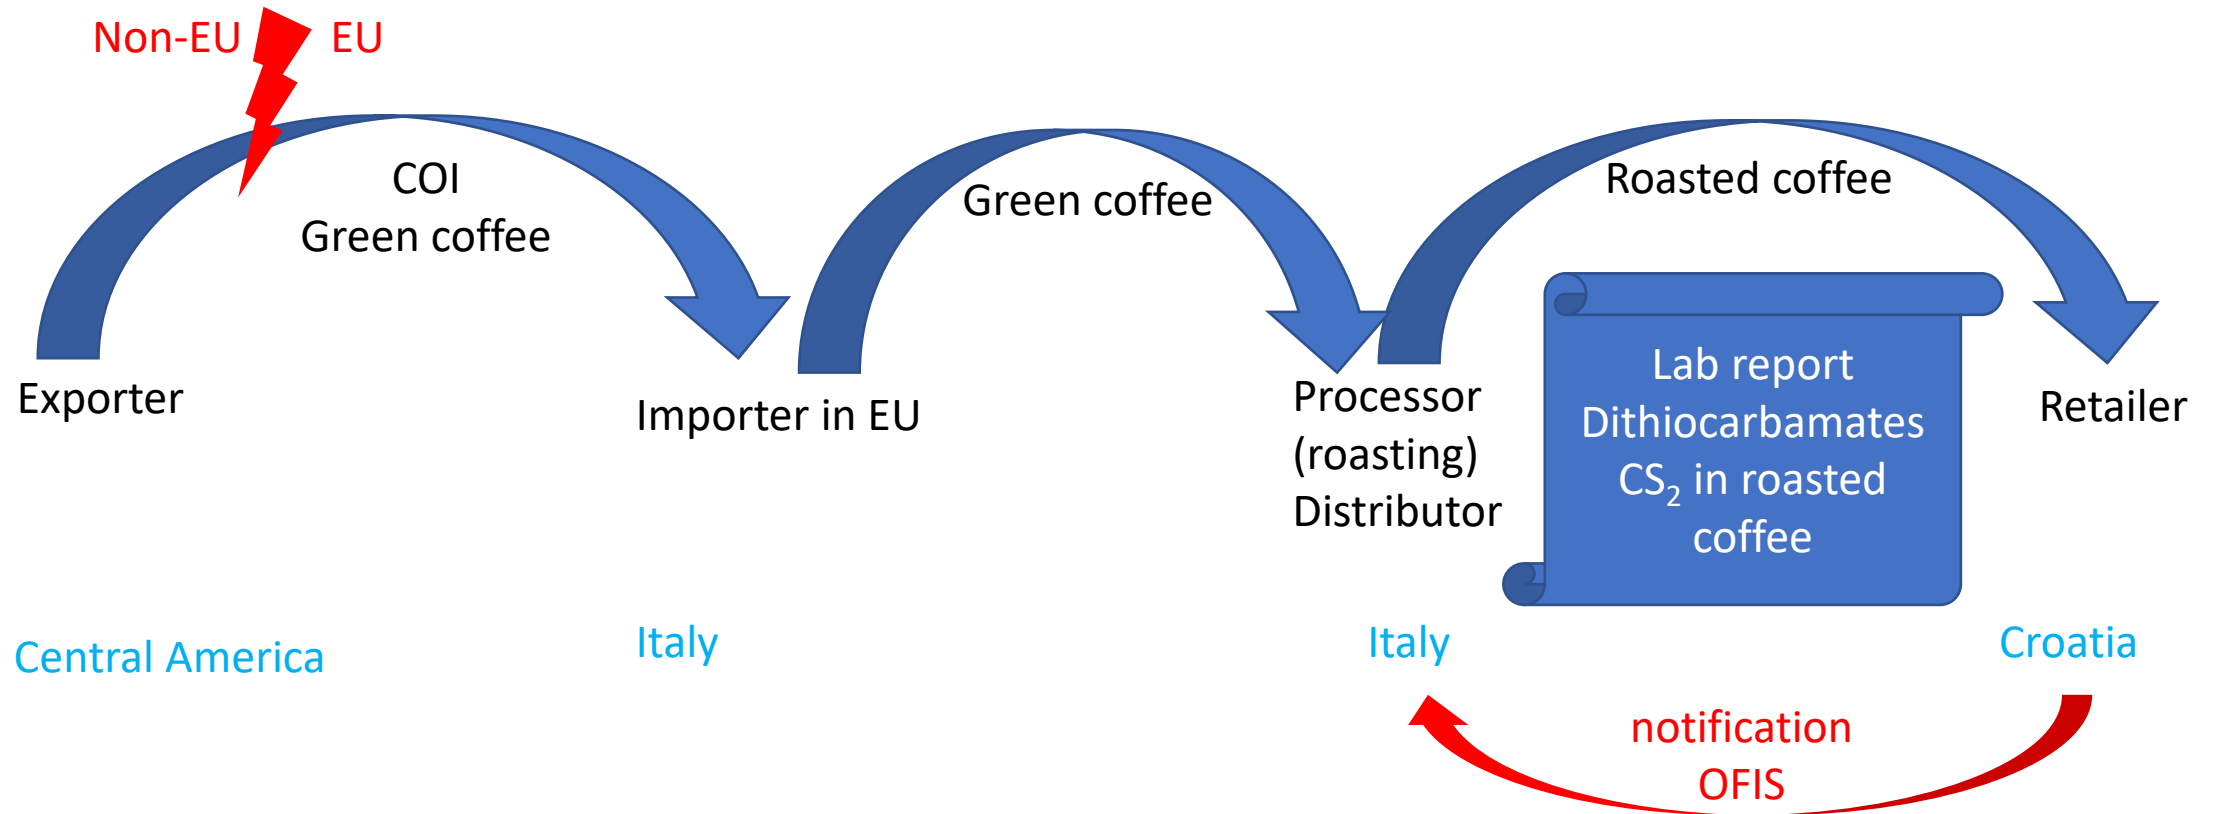 Non-EU EU
COI
Green coffee
Green coffee
Roasted coffee
Exporter
Importer in EU
Processor
(roasting)
Distributor
Lab report
Dithiocarbamates
CS₂ in roasted
coffee
Retailer
Central America
Italy
Italy
Croatia
notification
OFIS